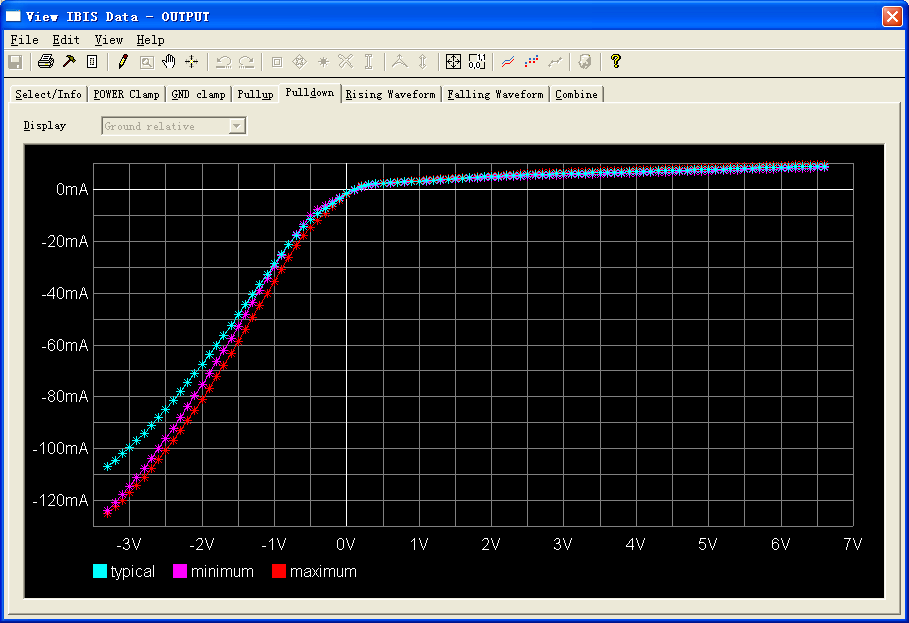 View IBIS Data - OUTPUT
File Edit View Help
Select/Info POWER Clamp GND clamp Pullup Pulldown Rising Waveform Falling Waveform Combine
Display Ground relative
0mA
-20mA
-40mA
-60mA
-80mA
-100mA
-120mA
-3V -2V -1V 0V 1V 2V 3V 4V 5V 6V 7V
typical minimum maximum